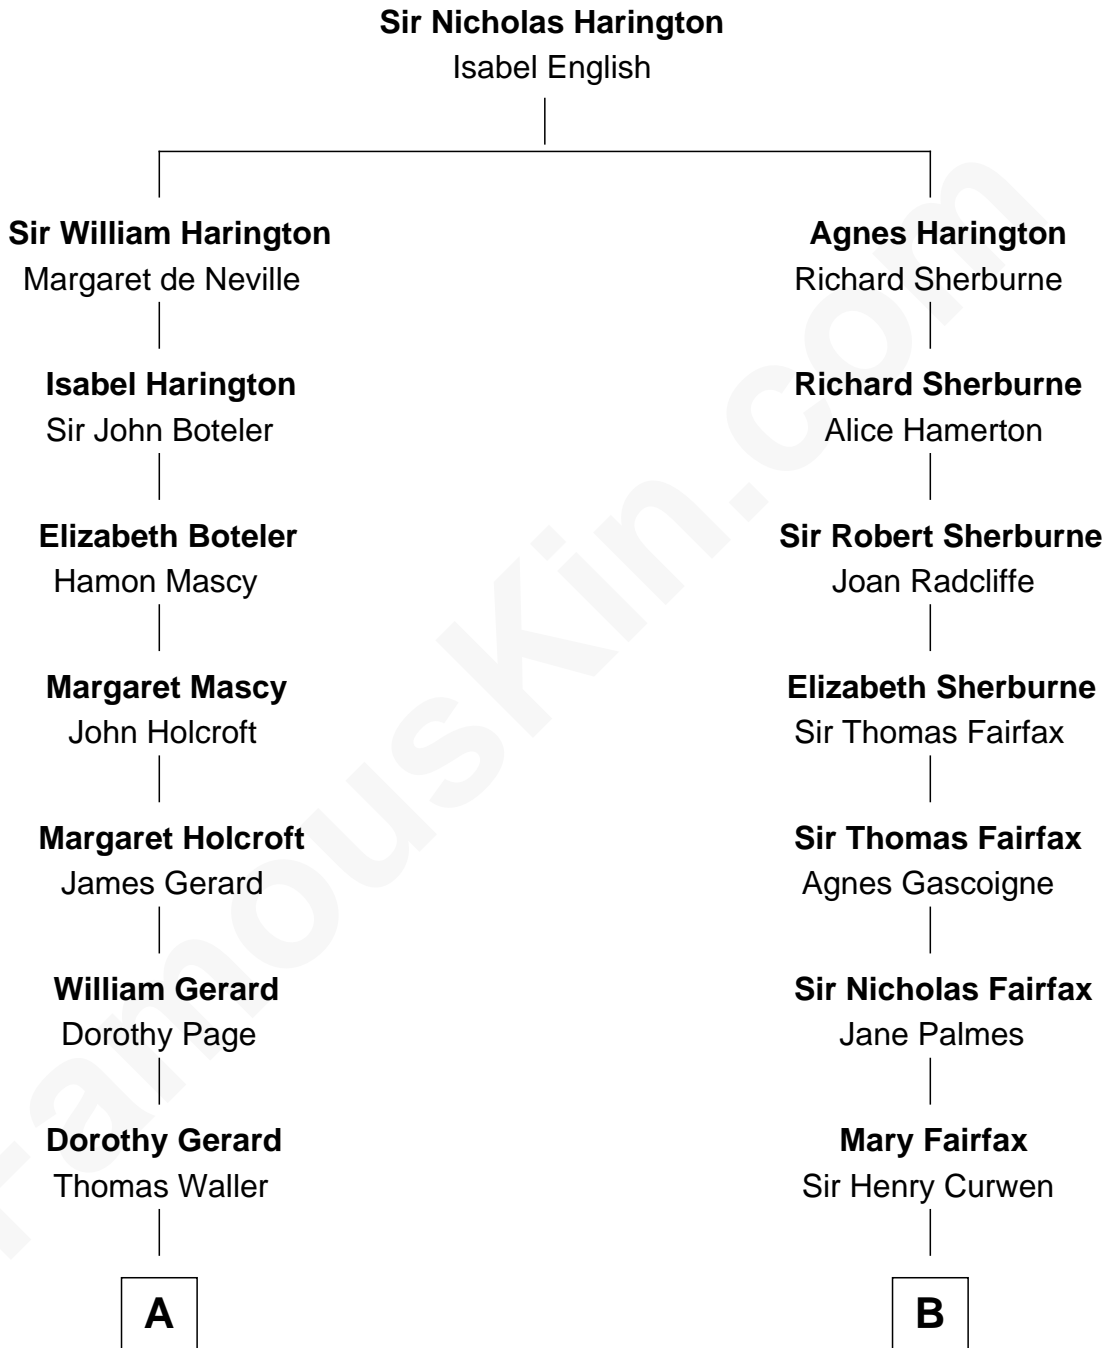 Sir Nicholas Harington
Isabel English
Sir William Harington
Margaret de Neville
Agnes Harington
Richard Sherburne
Isabel Harington
Sir John Boteler
Richard Sherburne
Alice Hamerton
Elizabeth Boteler
Hamon Mascy
Sir Robert Sherburne
Joan Radcliffe
Margaret Mascy
John Holcroft
Elizabeth Sherburne
Sir Thomas Fairfax
Margaret Holcroft
James Gerard
Sir Thomas Fairfax
Agnes Gascoigne
William Gerard
Dorothy Page
Sir Nicholas Fairfax
Jane Palmes
Dorothy Gerard
Thomas Waller
Mary Fairfax
Sir Henry Curwen
A
B
FamousKin.com